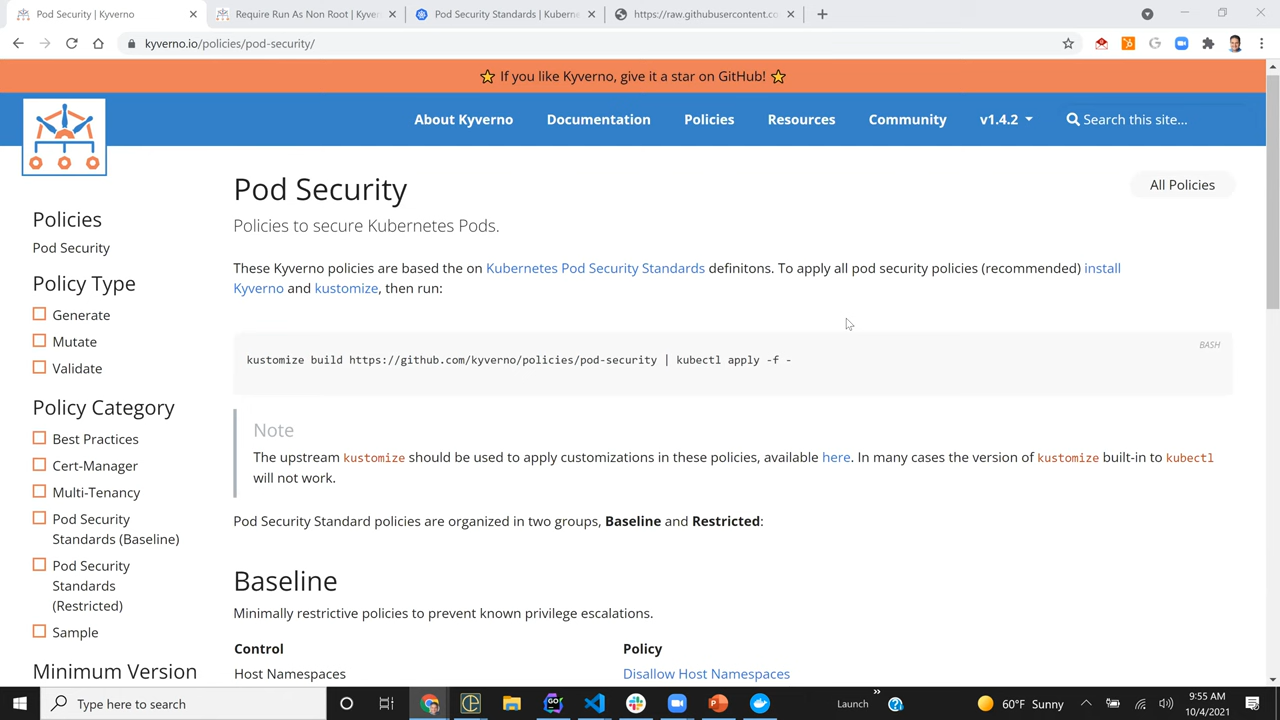 Pod Security | Kyverno
Require Run As Non Root | Kyver
Pod Security Standards | Kuberne
https://raw.githubusercontent.co
kyverno.io/policies/pod-security/
If you like Kyverno, give it a star on GitHub!
About Kyverno
Documentation
Policies
Resources
Community
v1.4.2
Search this site...
Policies
Pod Security
Policy Type
Generate
Mutate
Validate
Policy Category
Best Practices
Cert-Manager
Multi-Tenancy
Pod Security
Standards (Baseline)
Pod Security
Standards
(Restricted)
Sample
Minimum Version
Pod Security
All Policies
Policies to secure Kubernetes Pods.
These Kyverno policies are based the on Kubernetes Pod Security Standards definitons. To apply all pod security policies (recommended) install
Kyverno and kustomize, then run:
BASH
kustomize build https://github.com/kyverno/policies/pod-security | kubectl apply -f -
Note
The upstream kustomize should be used to apply customizations in these policies, available here. In many cases the version of kustomize built-in to kubectl
will not work.
Pod Security Standard policies are organized in two groups, Baseline and Restricted:
Baseline
Minimally restrictive policies to prevent known privilege escalations.
Control
Policy
Host Namespaces
Disallow Host Namespaces
Type here to search
Launch
60°F Sunny
9:55 AM
10/4/2021